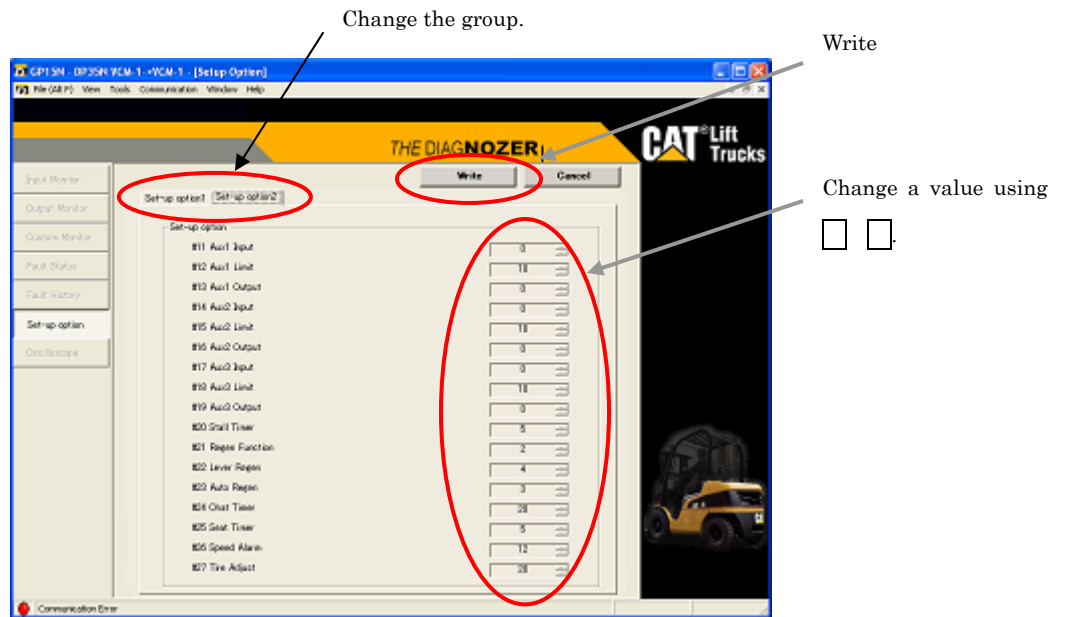 Change the group.
Write
GP15N - DP35N VCM-1->VCM-1 - [Setup Option]
File (Alt F) View Tools Communication Window Help
THE DIAGNOZER
CAT® Lift Trucks
Write Cancel
Input Monitor
Output Monitor
Custom Monitor
Fault Status
Fault History
Set-up option
Oscilloscope
Set-up option1 Set-up option2
Set-up option
#11 Aux1 Input 0
#12 Aux1 Limit 10
#13 Aux1 Output 0
#14 Aux2 Input 0
#15 Aux2 Limit 10
#16 Aux2 Output 0
#17 Aux3 Input 0
#18 Aux3 Limit 10
#19 Aux3 Output 0
#20 Stall Timer 5
#21 Regen Function 2
#22 Lever Regen 4
#23 Auto Regen 3
#24 Chat Timer 20
#25 Seat Timer 5
#26 Speed Alarm 12
#27 Tire Adjust 20
Communication Error
Change a value using
.